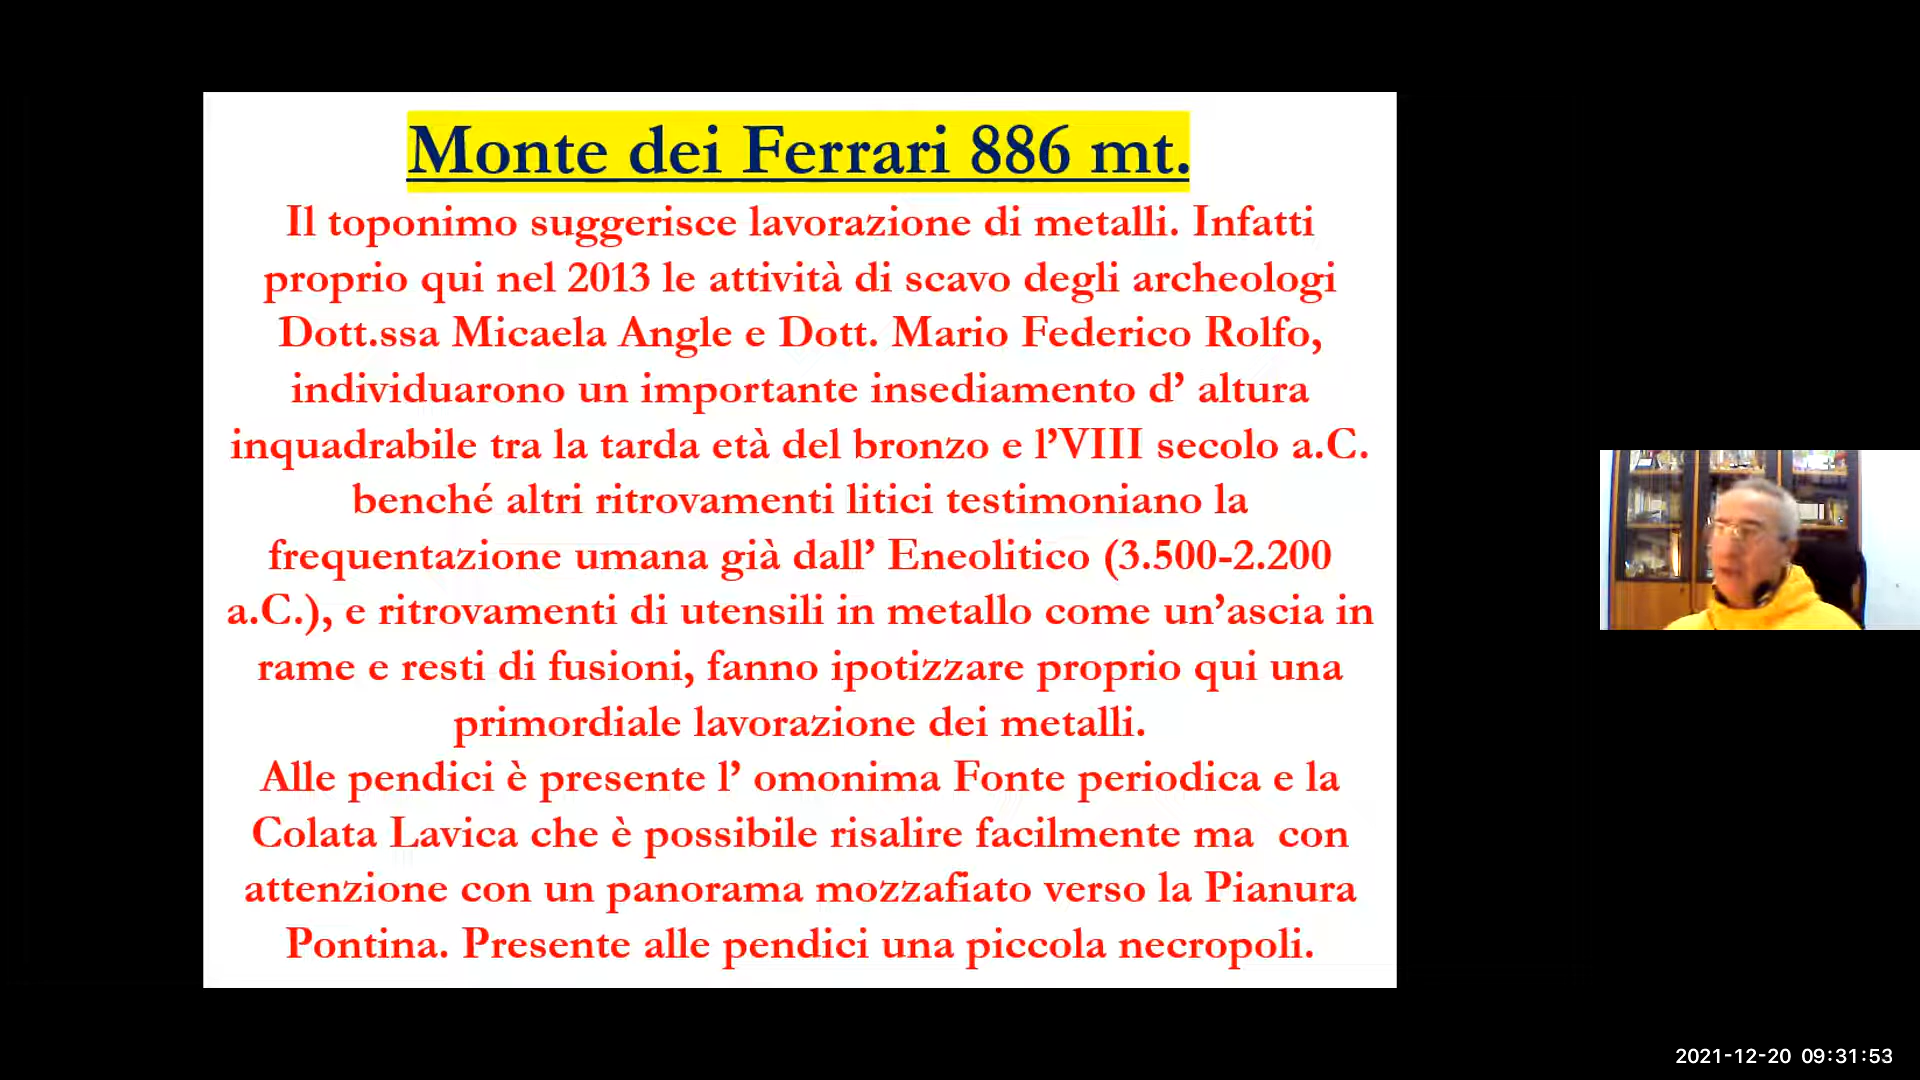 Monte dei Ferrari 886 mt.
Il toponimo suggerisce lavorazione di metalli. Infatti
proprio qui nel 2013 le attività di scavo degli archeologi
Dott.ssa Micaela Angle e Dott. Mario Federico Rolfo,
individuarono un importante insediamento d’ altura
inquadrabile tra la tarda età del bronzo e l’VIII secolo a.C.
benché altri ritrovamenti litici testimoniano la
frequentazione umana già dall’ Eneolitico (3.500-2.200
a.C.), e ritrovamenti di utensili in metallo come un’ascia in
rame e resti di fusioni, fanno ipotizzare proprio qui una
primordiale lavorazione dei metalli.
Alle pendici è presente l’ omonima Fonte periodica e la
Colata Lavica che è possibile risalire facilmente ma  con
attenzione con un panorama mozzafiato verso la Pianura
Pontina. Presente alle pendici una piccola necropoli.
2021-12-20 09:31:53